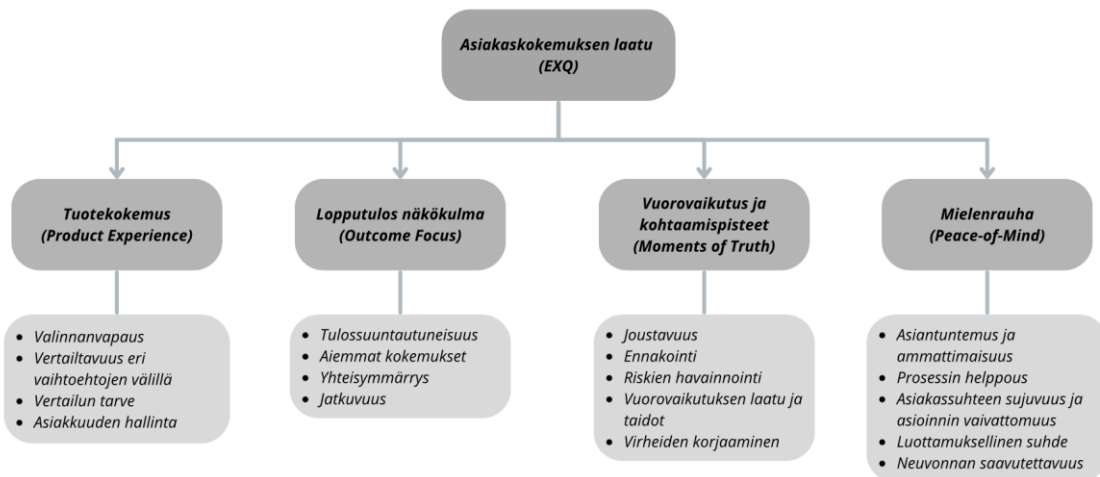 Asiakaskokemuksen laatu
(EXQ)
Tuotekokemus
(Product Experience)
Lopputulos näkökulma
(Outcome Focus)
Vuorovaikutus ja
kohtaamispisteet
(Moments of Truth)
Mielenrauha
(Peace-of-Mind)
• Valinnanvapaus
• Vertailtavuus eri
vaihtoehtojen välillä
• Vertailun tarve
• Asiakkuuden hallinta
• Tulossuuntautuneisuus
• Aiemmat kokemukset
• Yhteisymmärrys
• Jatkuvuus
• Joustavuus
• Ennakointi
• Riskien havainnointi
• Vuorovaikutuksen laatu ja
taidot
• Virheiden korjaaminen
• Asiantuntemus ja
ammattimaisuus
• Prosessin helppous
• Asiakassuhteen sujuvuus ja
asioinnin vaivattomuus
• Luottamuksellinen suhde
• Neuvonnan saavutettavuus